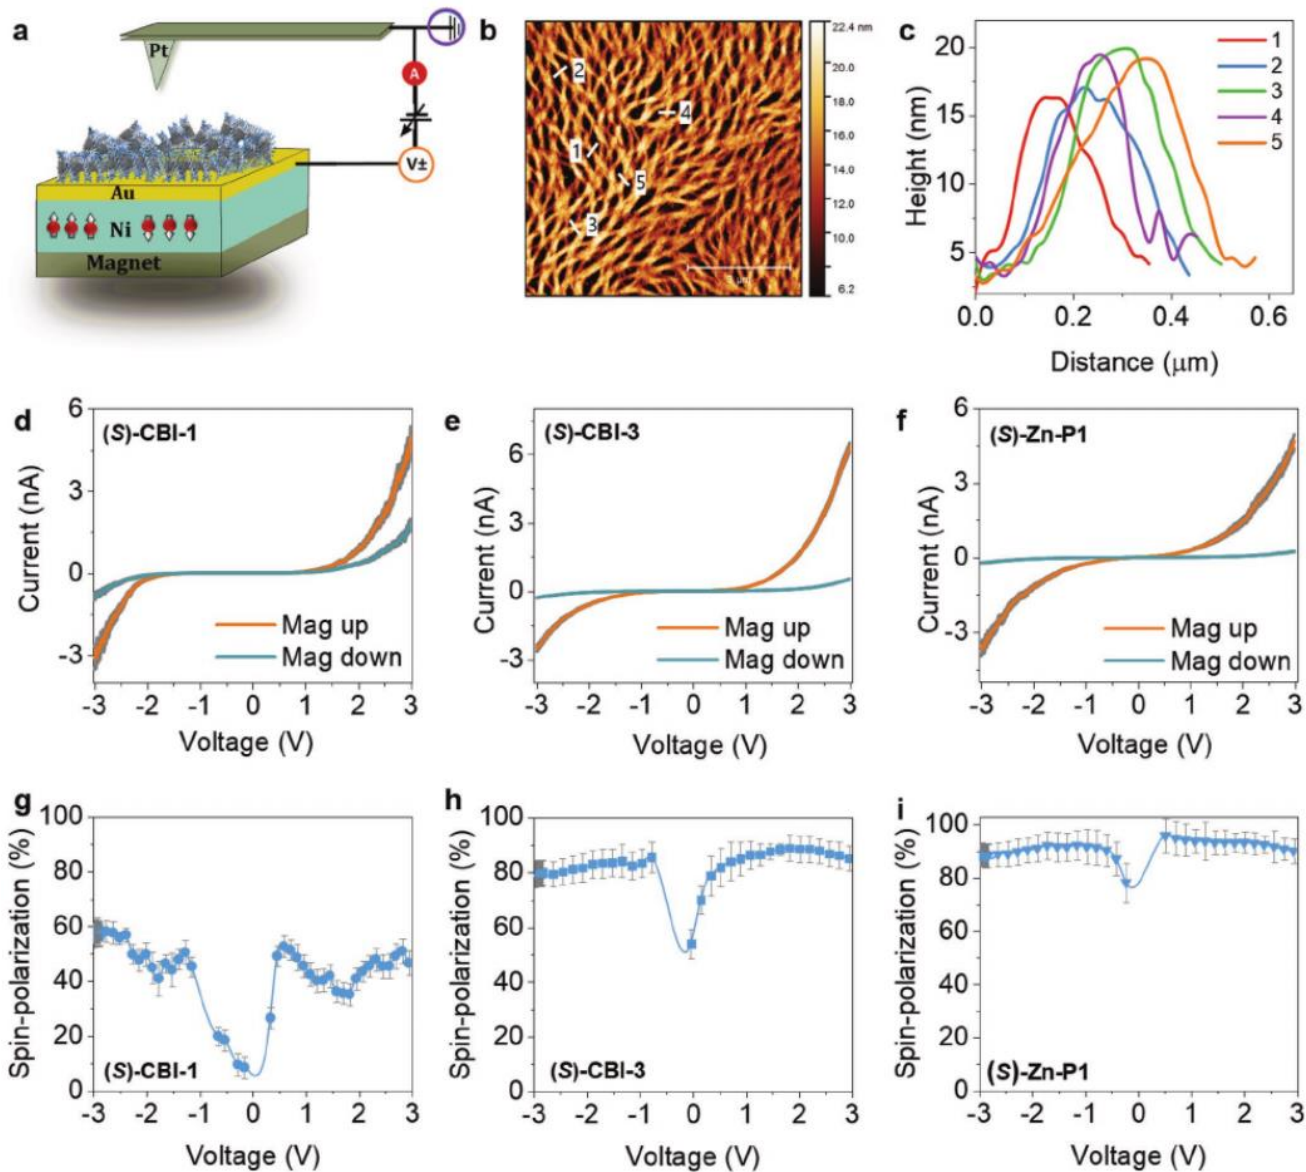 a
Pt
A
V±
Au
Ni
Magnet
b
2
4
1
5
3
22.4 nm
20.0
18.0
16.0
14.0
12.0
10.0
6.2
c
Height (nm)
20
15
10
5
1
2
3
4
5
0.0 0.2 0.4 0.6
Distance (μm)
d
(S)-CBI-1
Current (nA)
6
3
0
-3
Mag up
Mag down
-3 -2 -1 0 1 2 3
Voltage (V)
e
(S)-CBI-3
Current (nA)
6
3
0
-3
Mag up
Mag down
-3 -2 -1 0 1 2 3
Voltage (V)
f
(S)-Zn-P1
Current (nA)
6
3
0
-3
Mag up
Mag down
-3 -2 -1 0 1 2 3
Voltage (V)
g
Spin-polarization (%)
100
80
60
40
20
0
(S)-CBI-1
-3 -2 -1 0 1 2 3
Voltage (V)
h
Spin-polarization (%)
100
80
60
40
20
0
(S)-CBI-3
-3 -2 -1 0 1 2 3
Voltage (V)
i
Spin-polarization (%)
100
80
60
40
20
0
(S)-Zn-P1
-3 -2 -1 0 1 2 3
Voltage (V)